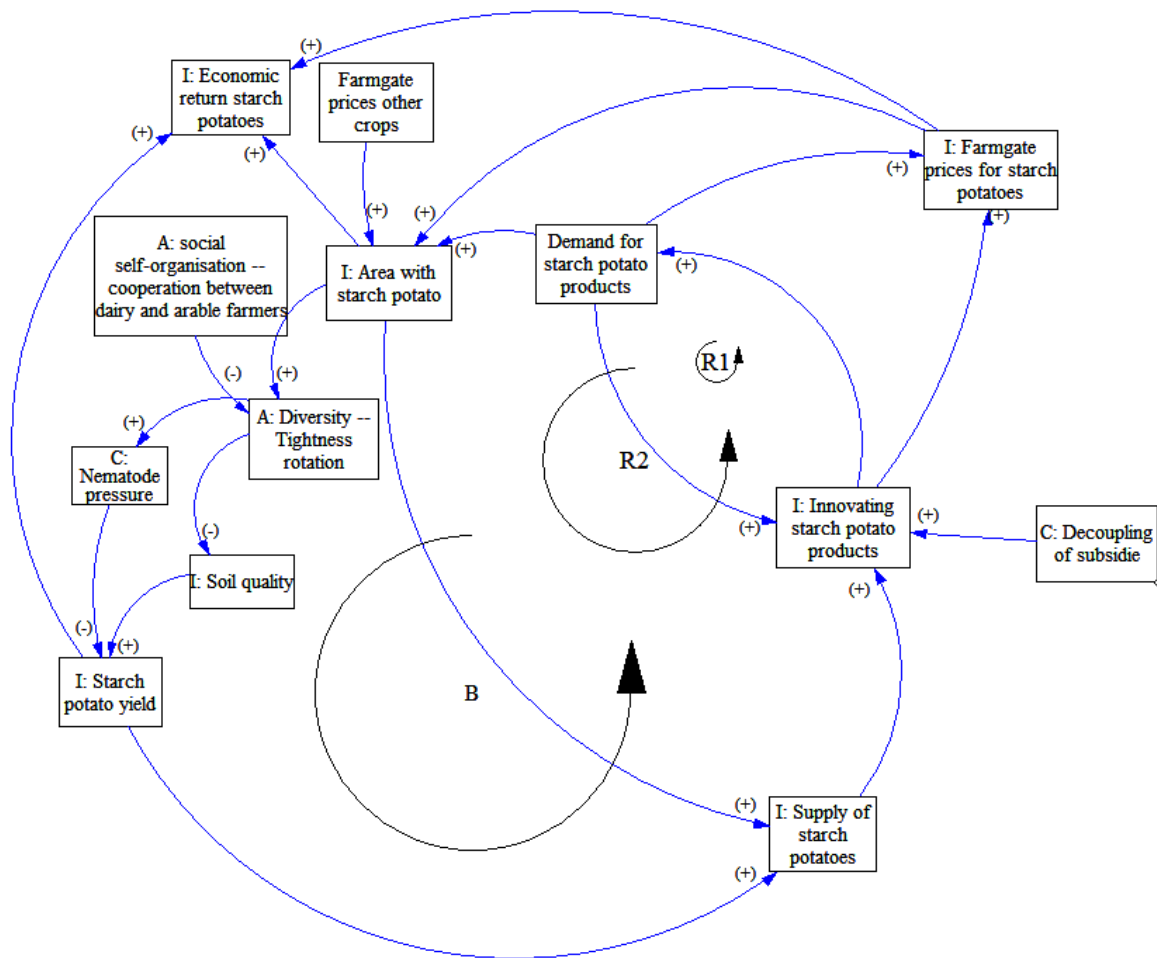 (+)
I: Economic
return starch
potatoes
Farmgate
prices other
crops
(+)
(+)
I: Farmgate
prices for starch
potatoes
(+)
(+)
(+)
(+)
(+)
A: social
self-organisation --
cooperation between
dairy and arable farmers
I: Area with
starch potato
(+)
Demand for
starch potato
products
(+)
R1
(-)
(+)
A: Diversity --
Tightness
rotation
(+)
C:
Nematode
pressure
R2
I: Innovating
starch potato
products
(+)
(+)
C: Decoupling
of subsidie
(-)
I: Soil quality
(+)
(-)
(+)
I: Starch
potato yield
B
(+)
I: Supply of
starch
potatoes
(+)